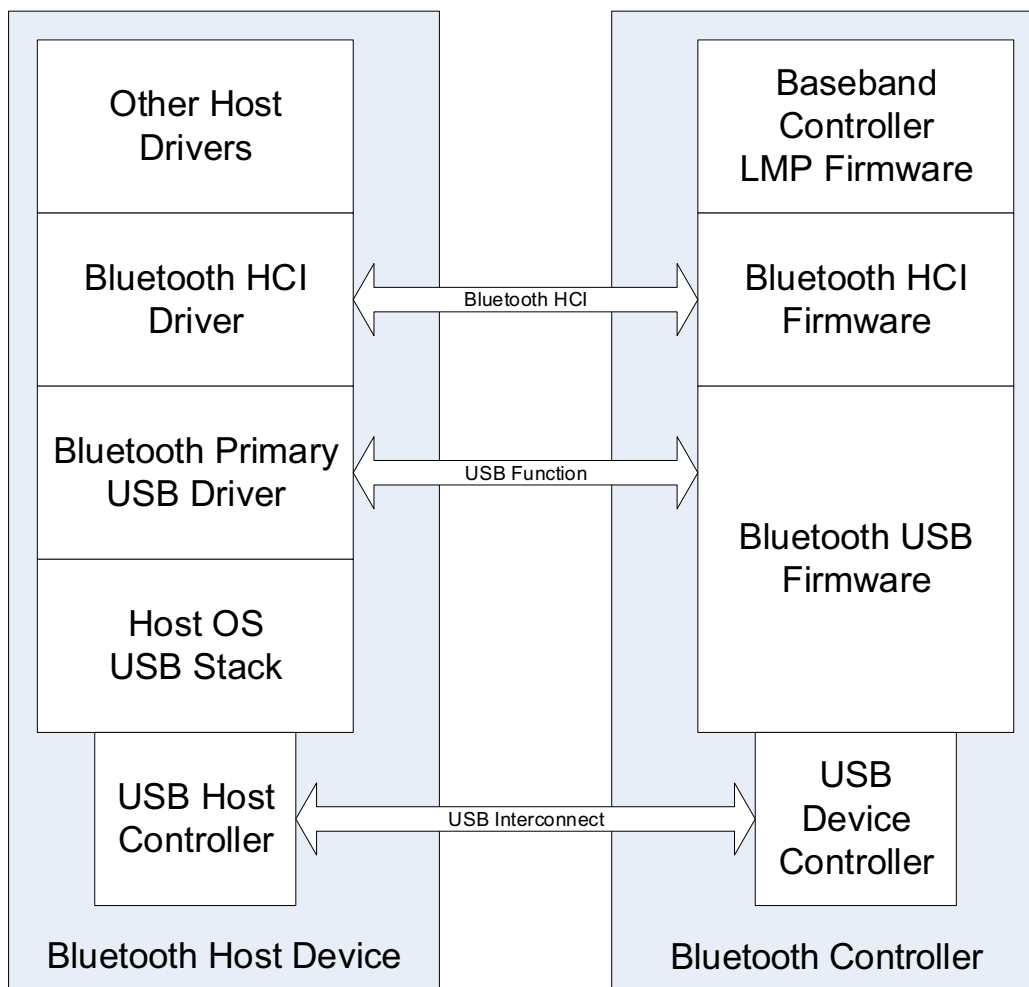 Other Host
Drivers
Bluetooth HCI
Driver
Bluetooth Primary
USB Driver
Host OS
USB Stack
USB Host
Controller
Bluetooth Host Device
Bluetooth HCI
USB Function
USB Interconnect
Baseband
Controller
LMP Firmware
Bluetooth HCI
Firmware
Bluetooth USB
Firmware
USB
Device
Controller
Bluetooth Controller